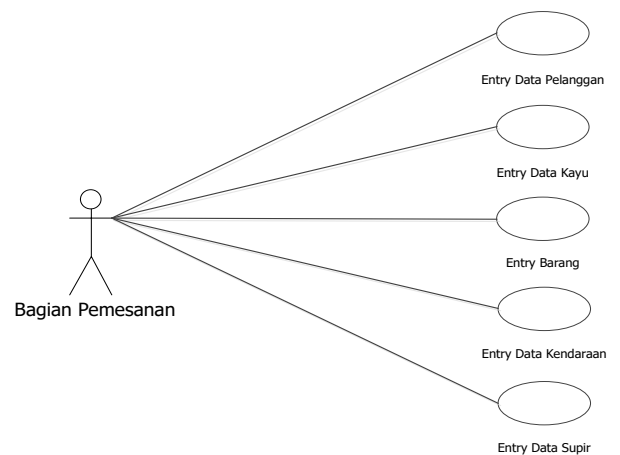 Entry Data Pelanggan
Entry Data Kayu
Entry Barang
Bagian Pemesanan
Entry Data Kendaraan
Entry Data Supir